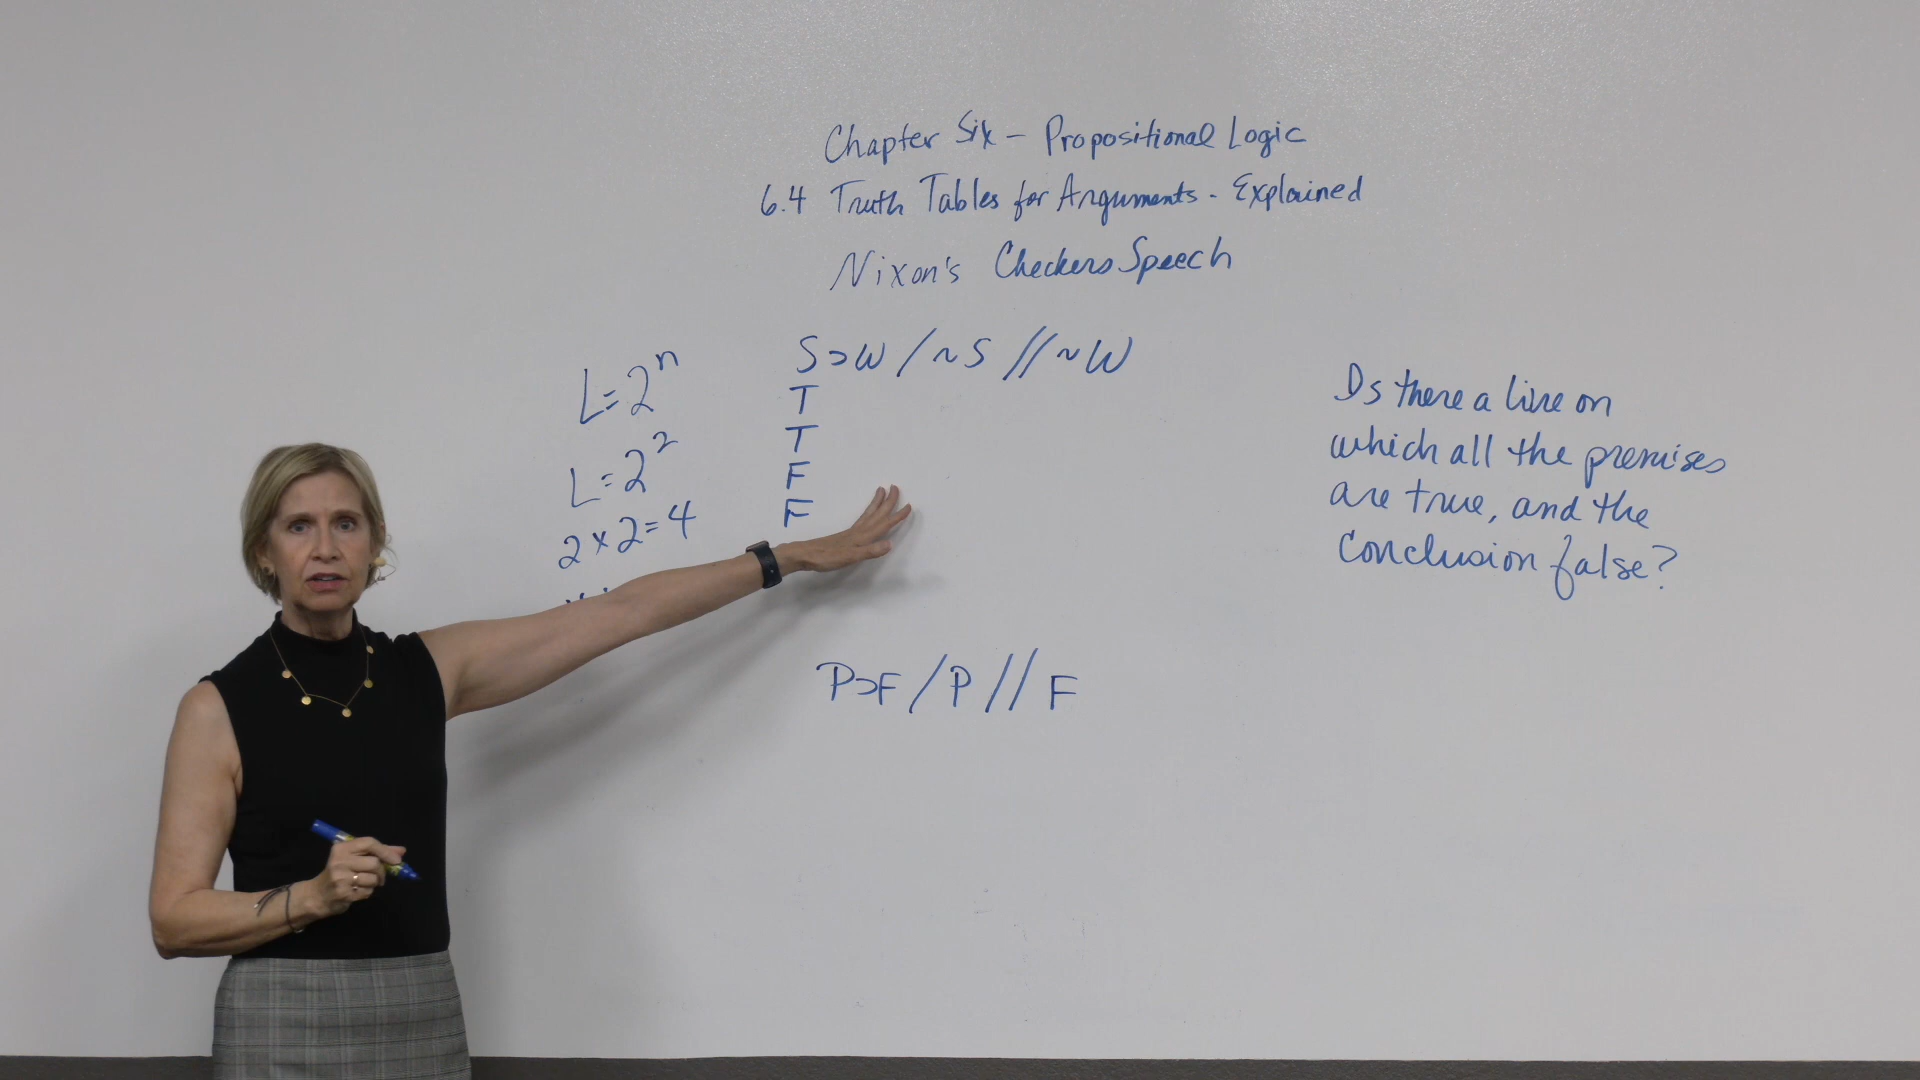 Chapter Six - Propositional Logic
6.4 Truth Tables for Arguments - Explained
Nixon's Checkers Speech
L=2ⁿ
L=2²
2×2=4
S⊃W / ~S // ~W
T
T
F
F
P⊃F / P // F
Is there a line on
which all the premises
are true, and the
conclusion false?